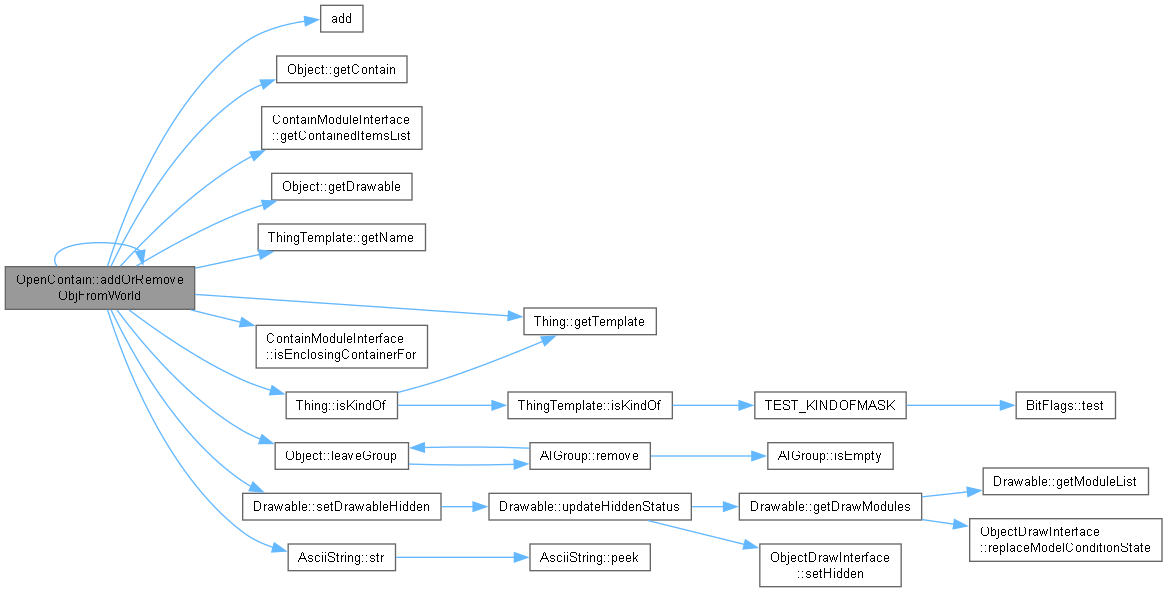 add
Object::getContain
ContainModuleInterface
::getContainedItemsList
Object::getDrawable
ThingTemplate::getName
OpenContain::addOrRemove
ObjFromWorld
Thing::getTemplate
ContainModuleInterface
::isEnclosingContainerFor
Thing::isKindOf
ThingTemplate::isKindOf
TEST_KINDOFMASK
BitFlags::test
Object::leaveGroup
AIGroup::remove
AIGroup::isEmpty
Drawable::getModuleList
Drawable::setDrawableHidden
Drawable::updateHiddenStatus
Drawable::getDrawModules
ObjectDrawInterface
::replaceModelConditionState
AsciiString::str
AsciiString::peek
ObjectDrawInterface
::setHidden